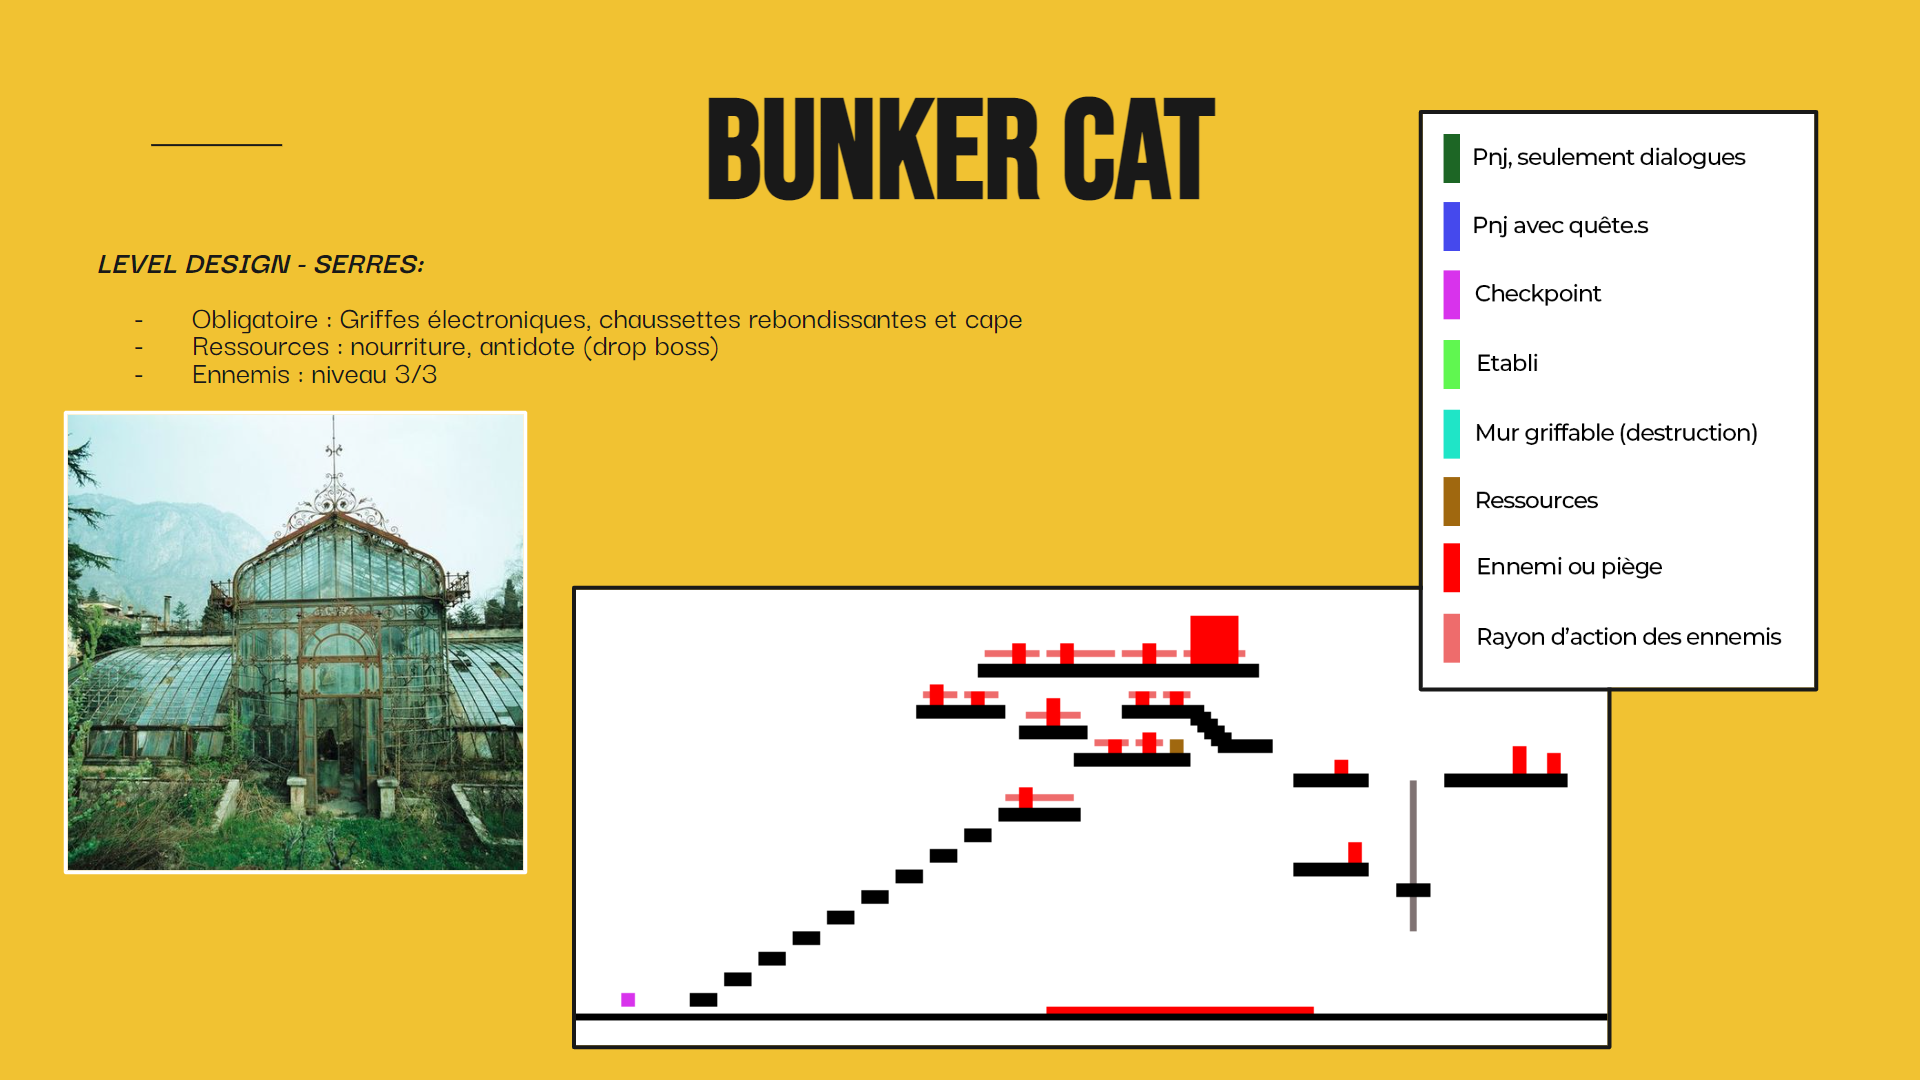 BUNKER CAT
LEVEL DESIGN - SERRES:
- Obligatoire : Griffes électroniques, chaussettes rebondissantes et cape
- Ressources : nourriture, antidote (drop boss)
- Ennemis : niveau 3/3
Pnj, seulement dialogues
Pnj avec quête.s
Checkpoint
Etabli
Mur griffable (destruction)
Ressources
Ennemi ou piège
Rayon d'action des ennemis